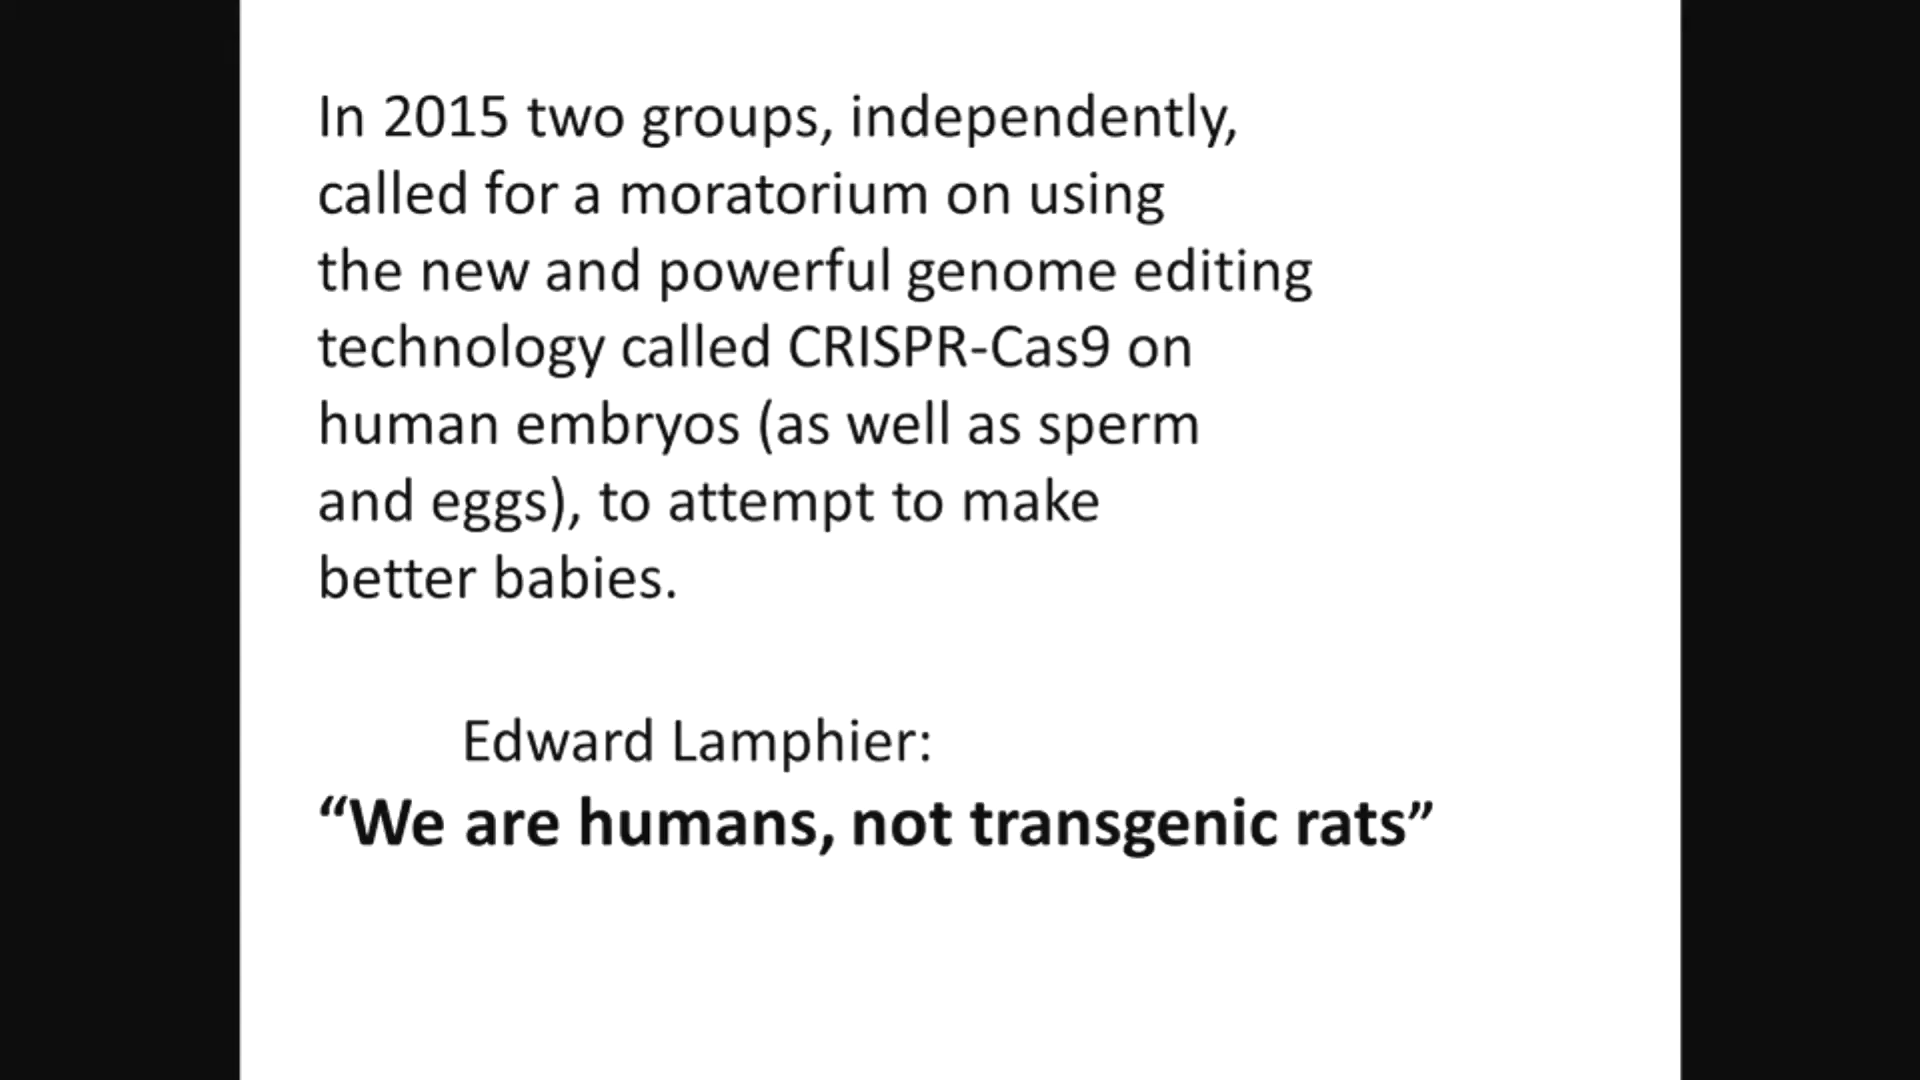 In 2015 two groups, independently,
called for a moratorium on using
the new and powerful genome editing
technology called CRISPR-Cas9 on
human embryos (as well as sperm
and eggs), to attempt to make
better babies.
Edward Lamphier:
“We are humans, not transgenic rats”